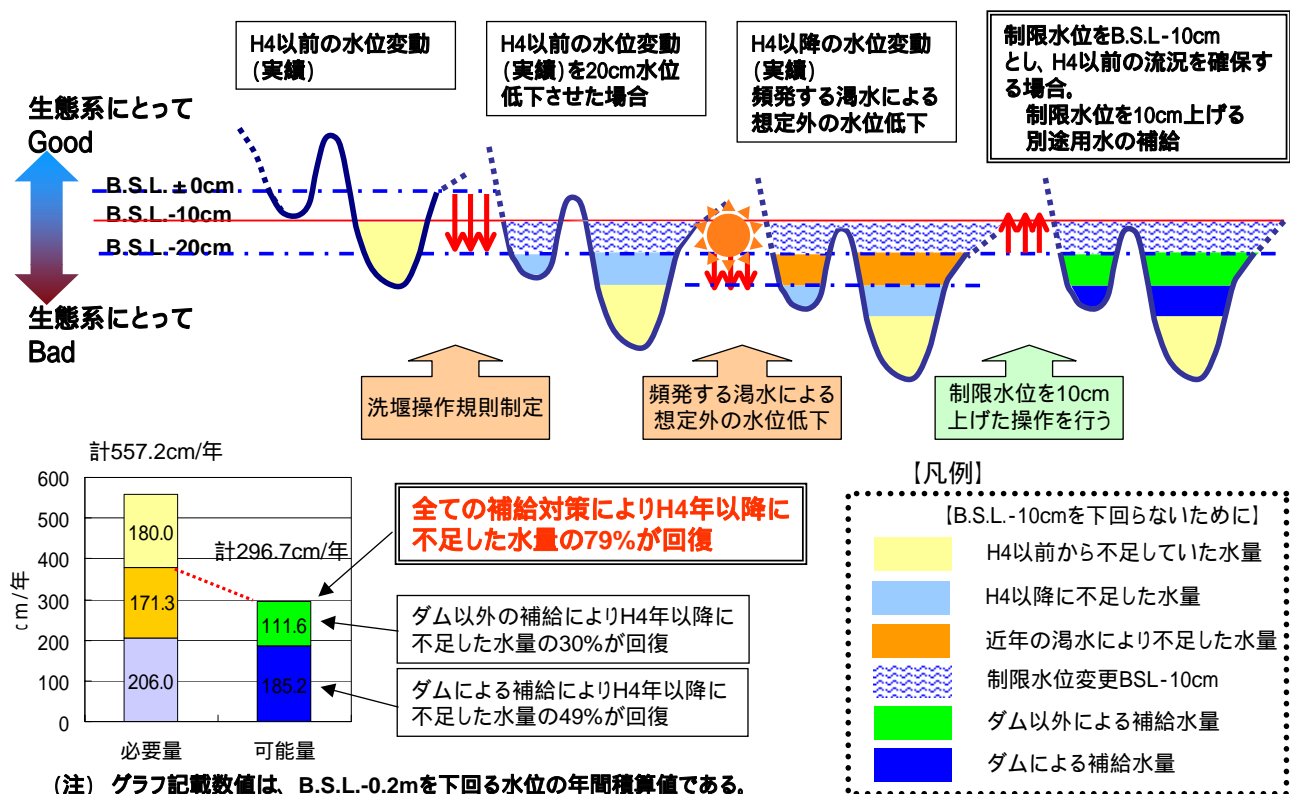 H4以前の水位変動
(実績)
H4以前の水位変動
(実績)を20cm水位
低下させた場合
H4以降の水位変動
(実績)
頻発する渇水による
想定外の水位低下
制限水位をB.S.L-10cm
とし、H4以前の流況を確保す
る場合。
制限水位を10cm上げる
別途用水の補給
生態系にとって
Good
B.S.L. ± 0cm
B.S.L.-10cm
B.S.L.-20cm
生態系にとって
Bad
洗堰操作規則制定
頻発する渇水による
想定外の水位低下
制限水位を10cm
上げた操作を行う
計557.2cm/年
600
500
400
300
200
100
0
cm/年
180.0
171.3
206.0
計296.7cm/年
111.6
185.2
必要量
可能量
全ての補給対策によりH4年以降に
不足した水量の79%が回復
ダム以外の補給によりH4年以降に
不足した水量の30%が回復
ダムによる補給によりH4年以降に
不足した水量の49%が回復
【凡例】
【B.S.L.-10cmを下回らないために】
H4以前から不足していた水量
H4以降に不足した水量
近年の渇水により不足した水量
制限水位変更BSL-10cm
ダム以外による補給水量
ダムによる補給水量
(注) グラフ記載数値は、B.S.L.-0.2mを下回る水位の年間積算値である。